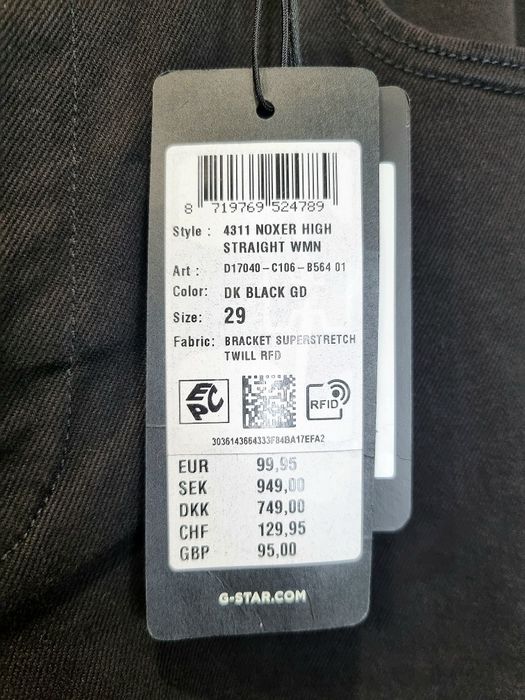 8 719769 524789
Style : 4311 NOXER HIGH
STRAIGHT WMN
Art : D17040-C106-B564 01
Color: DK BLACK GD
Size: 29
Fabric: BRACKET SUPERSTRETCH
TWILL RFD
EPC
RFID
3036143664333F84BA17EFA2
EUR 99,95
SEK 949,00
DKK 749,00
CHF 129,95
GBP 95,00
G-STAR.COM